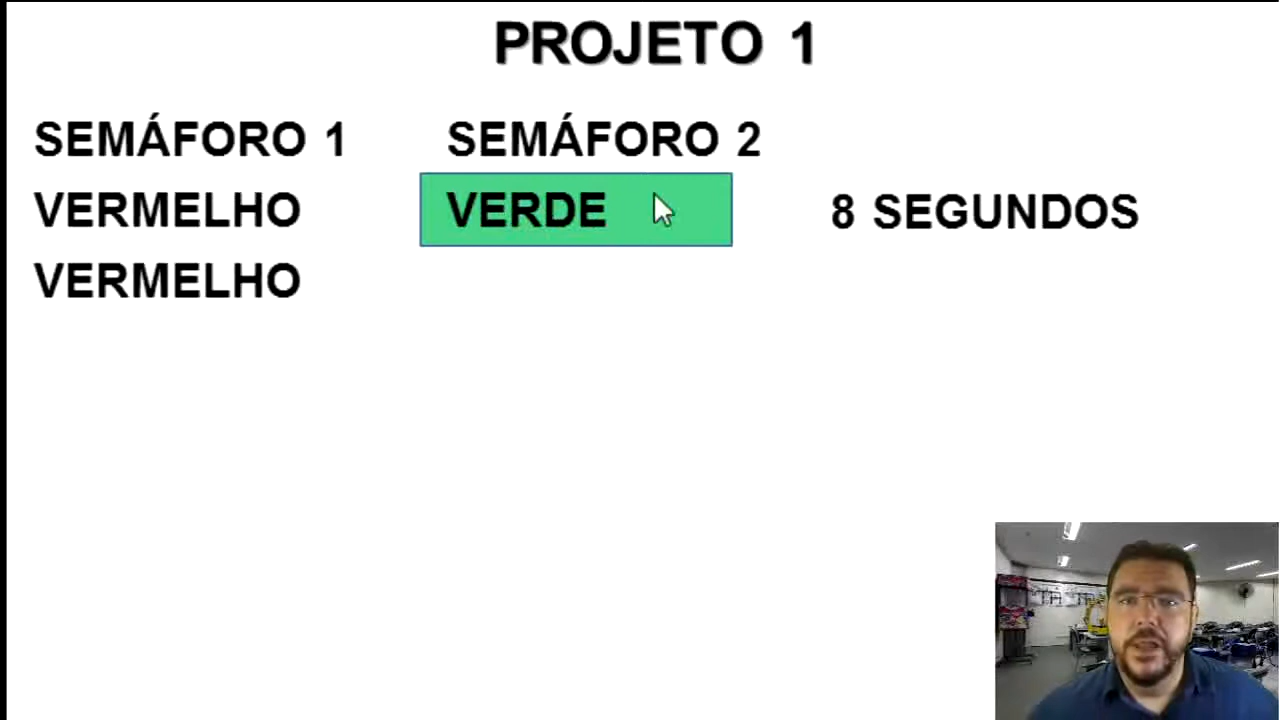 PROJETO 1
SEMÁFORO 1 SEMÁFORO 2
VERMELHO VERDE 8 SEGUNDOS
VERMELHO